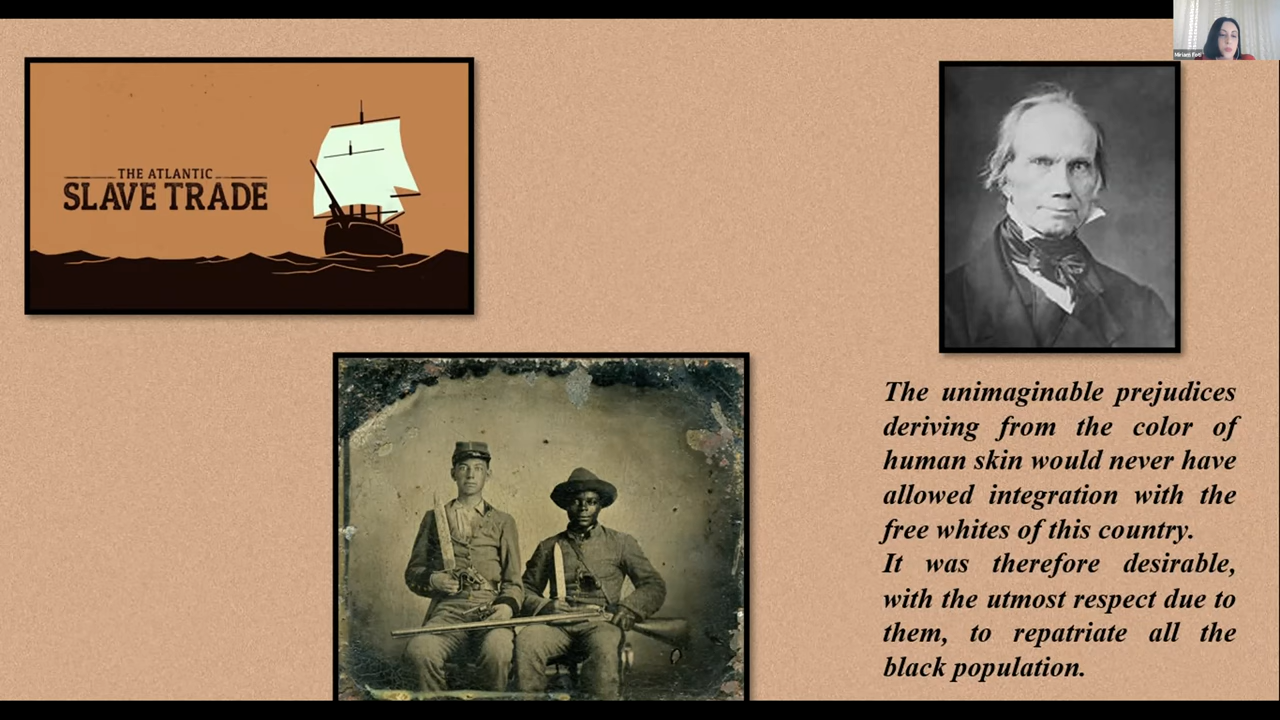 THE ATLANTIC
SLAVE TRADE
The unimaginable prejudices
deriving from the color of
human skin would never have
allowed integration with the
free whites of this country.
It was therefore desirable,
with the utmost respect due to
them, to repatriate all the
black population.